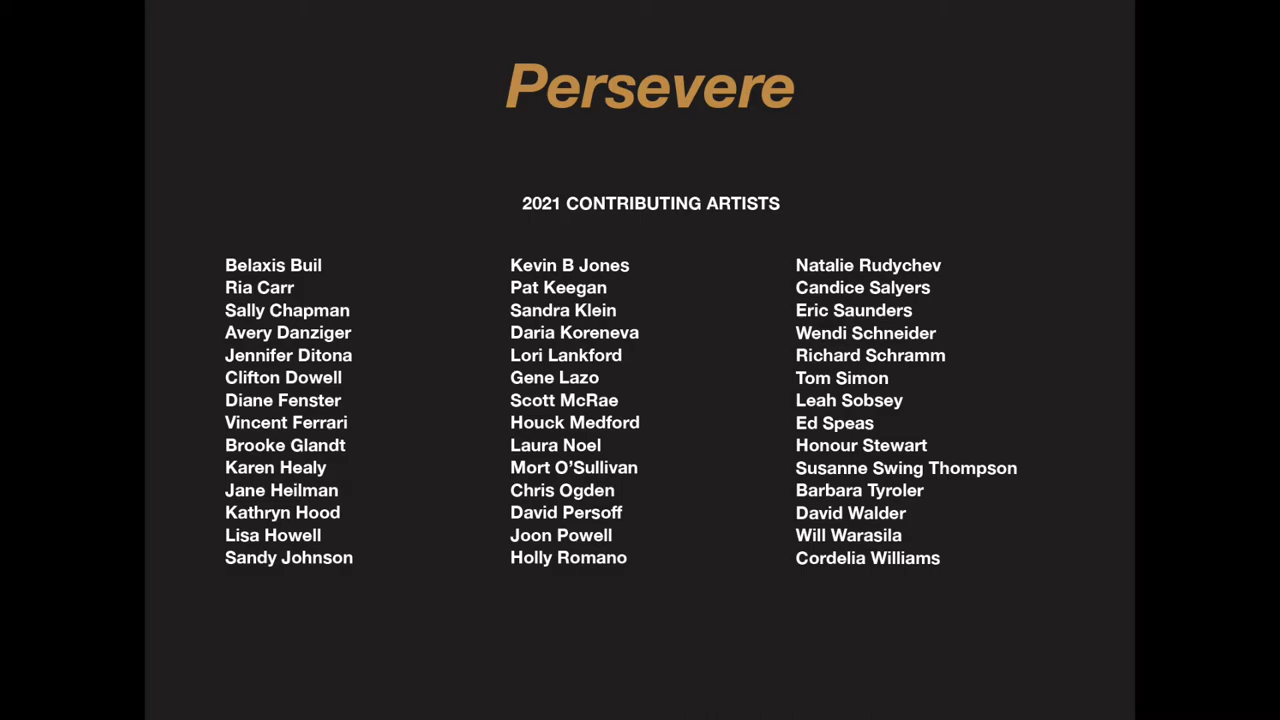 Persevere
2021 CONTRIBUTING ARTISTS
Belaxis Buil
Ria Carr
Sally Chapman
Avery Danziger
Jennifer Ditona
Clifton Dowell
Diane Fenster
Vincent Ferrari
Brooke Glandt
Karen Healy
Jane Heilman
Kathryn Hood
Lisa Howell
Sandy Johnson
Kevin B Jones
Pat Keegan
Sandra Klein
Daria Koreneva
Lori Lankford
Gene Lazo
Scott McRae
Houck Medford
Laura Noel
Mort O’Sullivan
Chris Ogden
David Persoff
Joon Powell
Holly Romano
Natalie Rudychev
Candice Salyers
Eric Saunders
Wendi Schneider
Richard Schramm
Tom Simon
Leah Sobsey
Ed Speas
Honour Stewart
Susanne Swing Thompson
Barbara Tyroler
David Walder
Will Warasila
Cordelia Williams